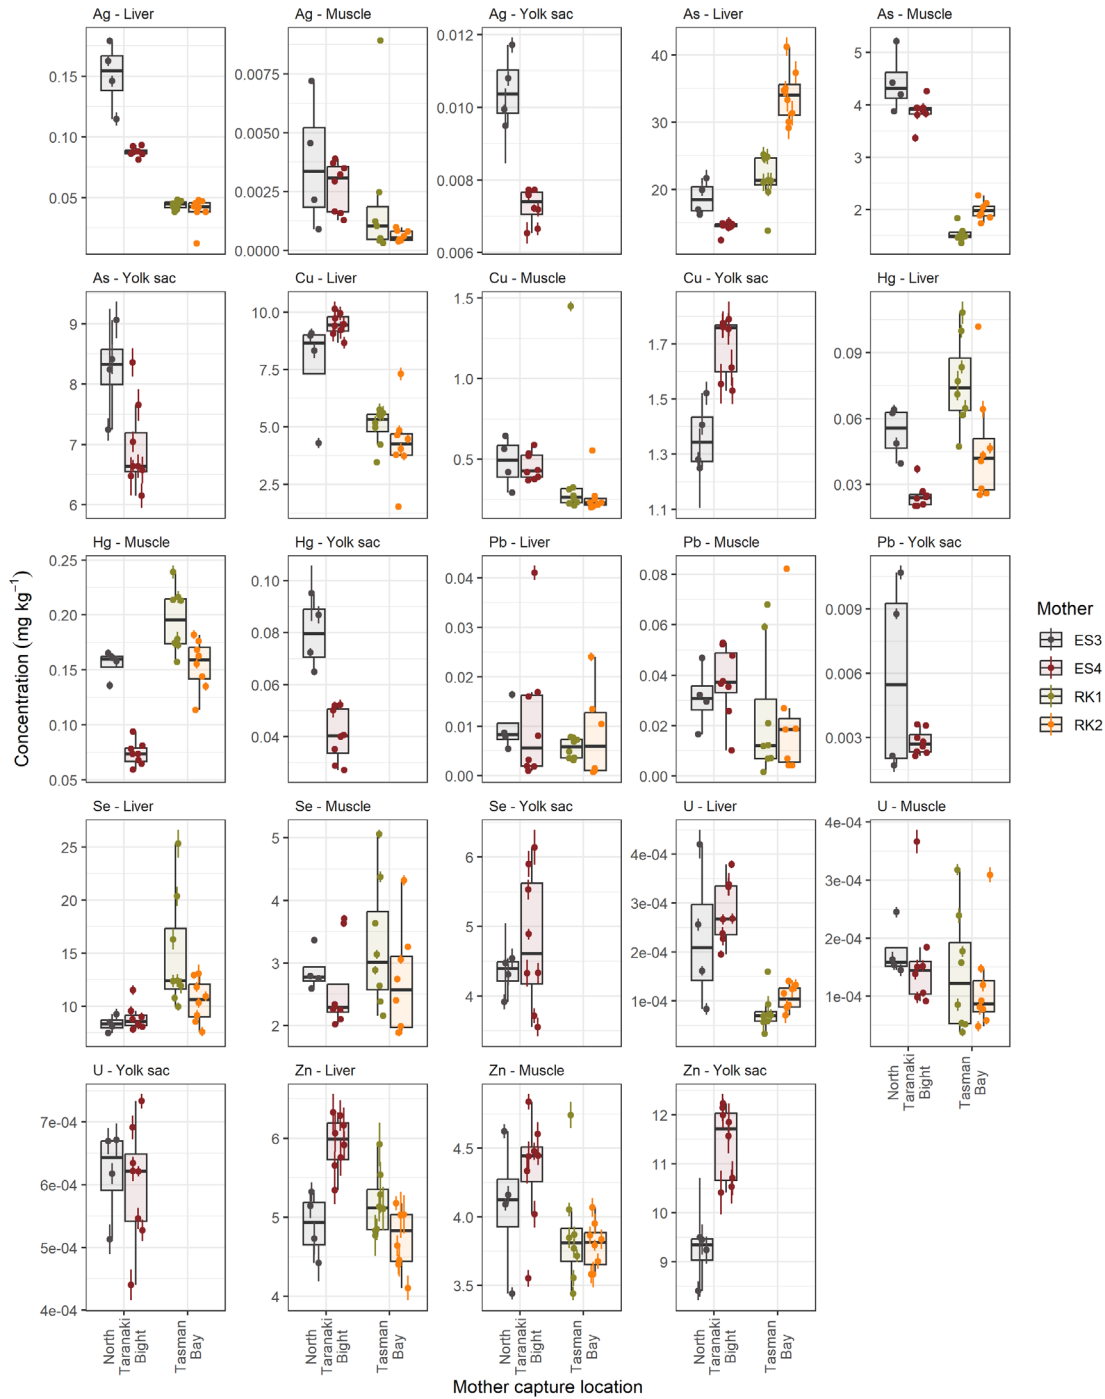 Ag - Liver
Ag - Muscle
Ag - Yolk sac
As - Liver
As - Muscle
0.15
0.10
0.05
0.0075
0.0050
0.0025
0.0000
0.012
0.010
0.008
0.006
40
30
20
5
4
3
2
As - Yolk sac
Cu - Liver
Cu - Muscle
Cu - Yolk sac
Hg - Liver
9
8
7
6
10.0
7.5
5.0
2.5
1.5
1.0
0.5
1.7
1.5
1.3
1.1
0.09
0.06
0.03
Hg - Muscle
Hg - Yolk sac
Pb - Liver
Pb - Muscle
Pb - Yolk sac
0.25
0.20
0.15
0.10
0.05
0.10
0.08
0.06
0.04
0.04
0.03
0.02
0.01
0.00
0.08
0.06
0.04
0.02
0.00
0.009
0.006
0.003
Se - Liver
Se - Muscle
Se - Yolk sac
U - Liver
U - Muscle
25
20
15
10
5
4
3
2
6
5
4
4e-04
3e-04
2e-04
1e-04
4e-04
3e-04
2e-04
1e-04
U - Yolk sac
Zn - Liver
Zn - Muscle
Zn - Yolk sac
7e-04
6e-04
5e-04
4e-04
6
5
4
4.5
4.0
3.5
12
11
10
9
North
Taranaki
Bight
Tasman
Bay
North
Taranaki
Bight
Tasman
Bay
North
Taranaki
Bight
Tasman
Bay
North
Taranaki
Bight
Tasman
Bay
North
Taranaki
Bight
Tasman
Bay
Mother capture location
Concentration (mg kg⁻¹)
Mother
ES3
ES4
RK1
RK2